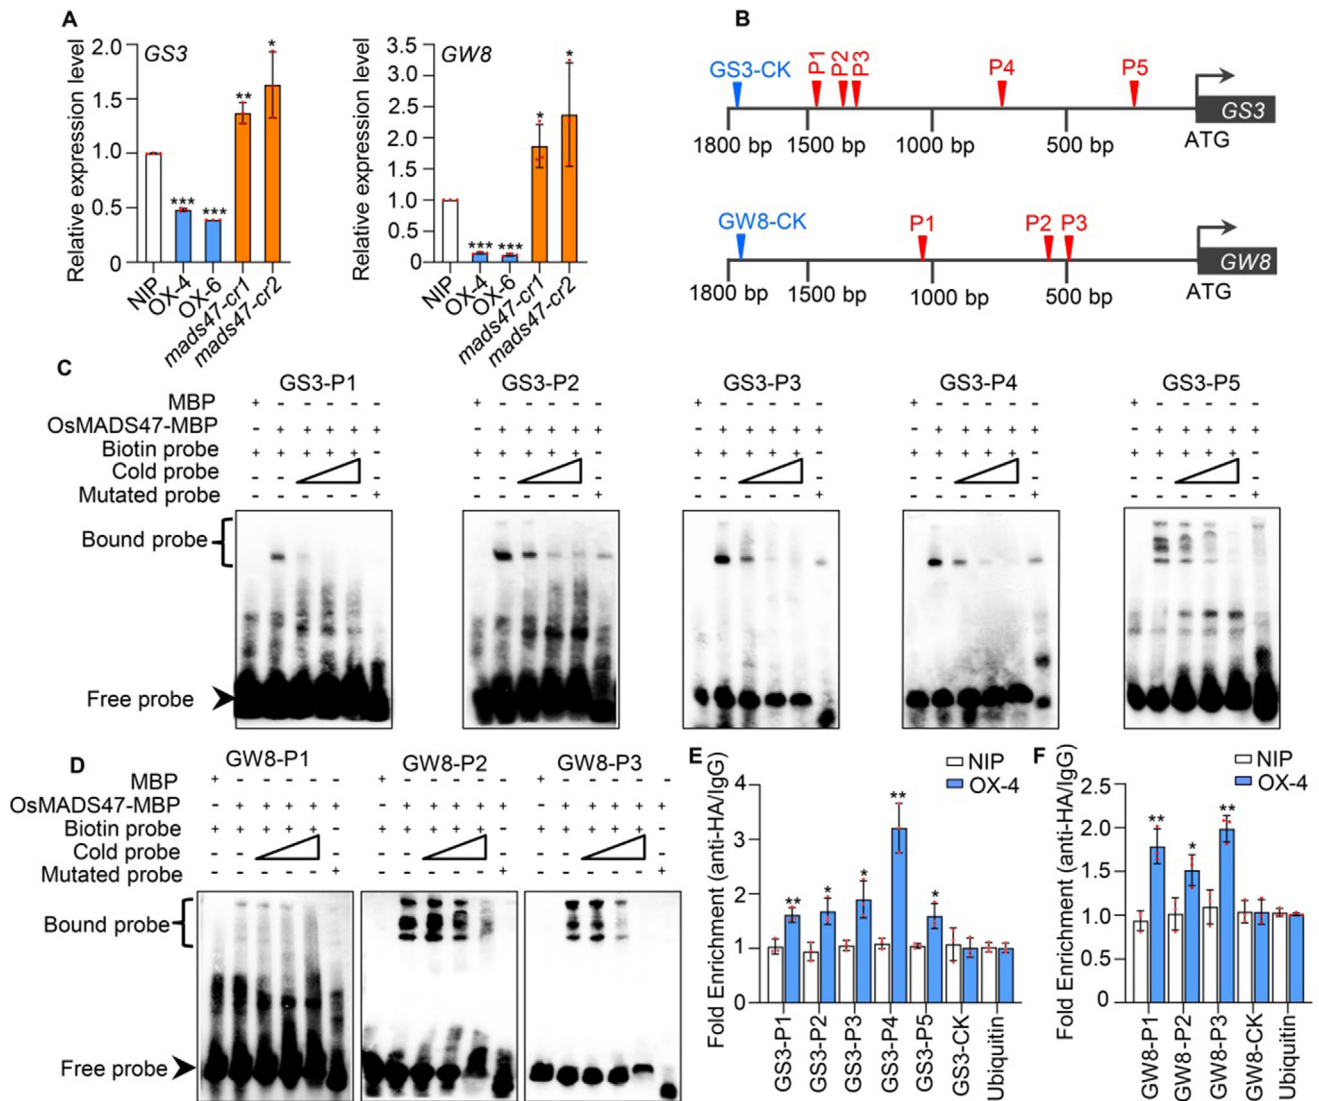 A
GS3
Relative expression level
2.0
1.5
1.0
0.5
0
***
***
**
*
NIP
OX-4
OX-6
mads47-cr1
mads47-cr2
GW8
Relative expression level
3.5
3.0
2.5
2.0
1.5
1.0
0.5
0
***
***
*
*
NIP
OX-4
OX-6
mads47-cr1
mads47-cr2
B
GS3-CK
P1
P2
P3
P4
P5
GS3
1800 bp
1500 bp
1000 bp
500 bp
ATG
GW8-CK
P1
P2
P3
GW8
1800 bp
1500 bp
1000 bp
500 bp
ATG
C
GS3-P1
GS3-P2
GS3-P3
GS3-P4
GS3-P5
MBP + - - - - - + - - - - - + - - - - - + - - - - - + - - - - -
OsMADS47-MBP - + + + + + - + + + + + - + + + + + - + + + + + - + + + + +
Biotin probe + + + + + - + + + + + - + + + + + - + + + + + - + + + + + -
Cold probe - - - - - - - - - - - - - - -
Mutated probe - - - - - + - - - - - + - - - - - + - - - - - + - - - - - +
Bound probe
Free probe
D
GW8-P1
GW8-P2
GW8-P3
MBP + - - - - - + - - - - - + - - - - -
OsMADS47-MBP - + + + + + - + + + + + - + + + + +
Biotin probe + + + + + - + + + + + - + + + + + -
Cold probe - - - - - - - - -
Mutated probe - - - - - + - - - - - + - - - - - +
Bound probe
Free probe
E
Fold Enrichment (anti-HA/IgG)
4
3
2
1
0
NIP
OX-4
**
*
*
**
*
GS3-P1
GS3-P2
GS3-P3
GS3-P4
GS3-P5
GS3-CK
Ubiquitin
F
Fold Enrichment (anti-HA/IgG)
2.5
2.0
1.5
1.0
0.5
0
NIP
OX-4
**
*
**
GW8-P1
GW8-P2
GW8-P3
GW8-CK
Ubiquitin